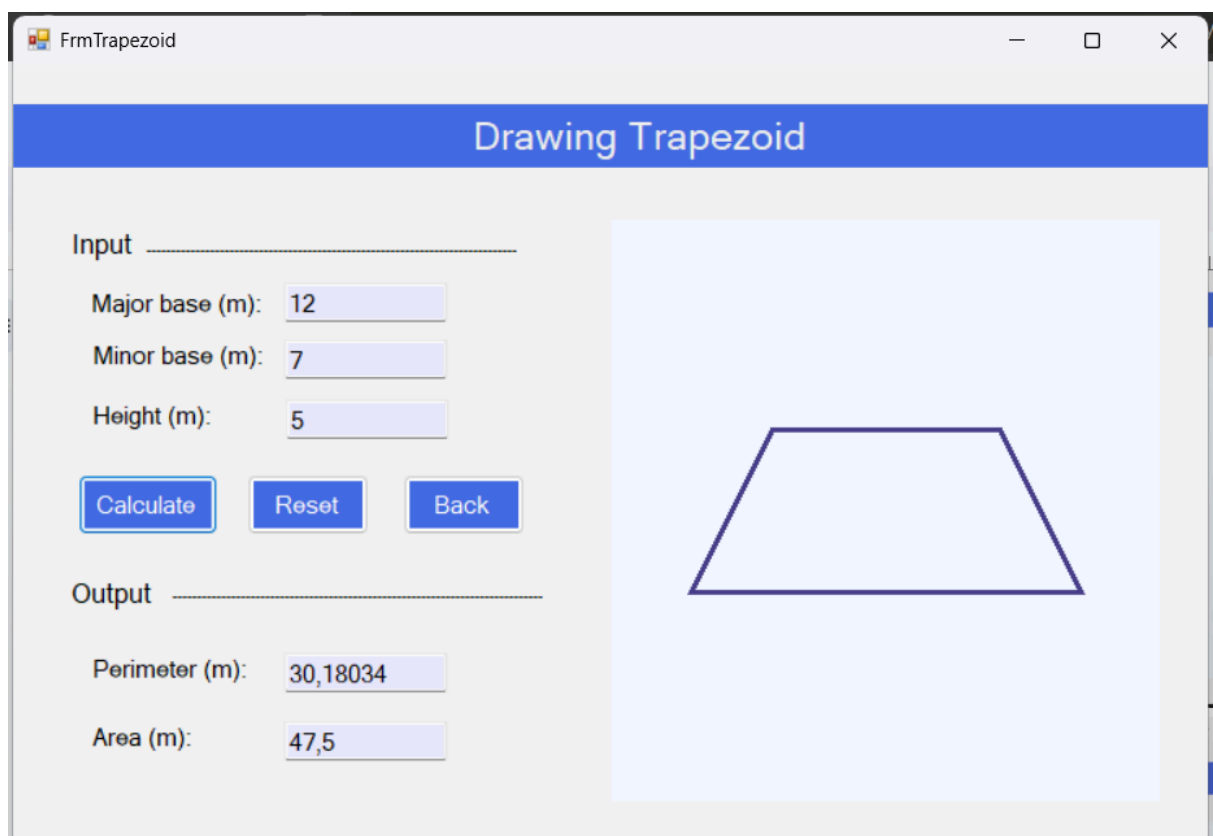 FrmTrapezoid
Drawing Trapezoid
Input
Major base (m): 12
Minor base (m): 7
Height (m): 5
Calculate Reset Back
Output
Perimeter (m): 30,18034
Area (m): 47,5